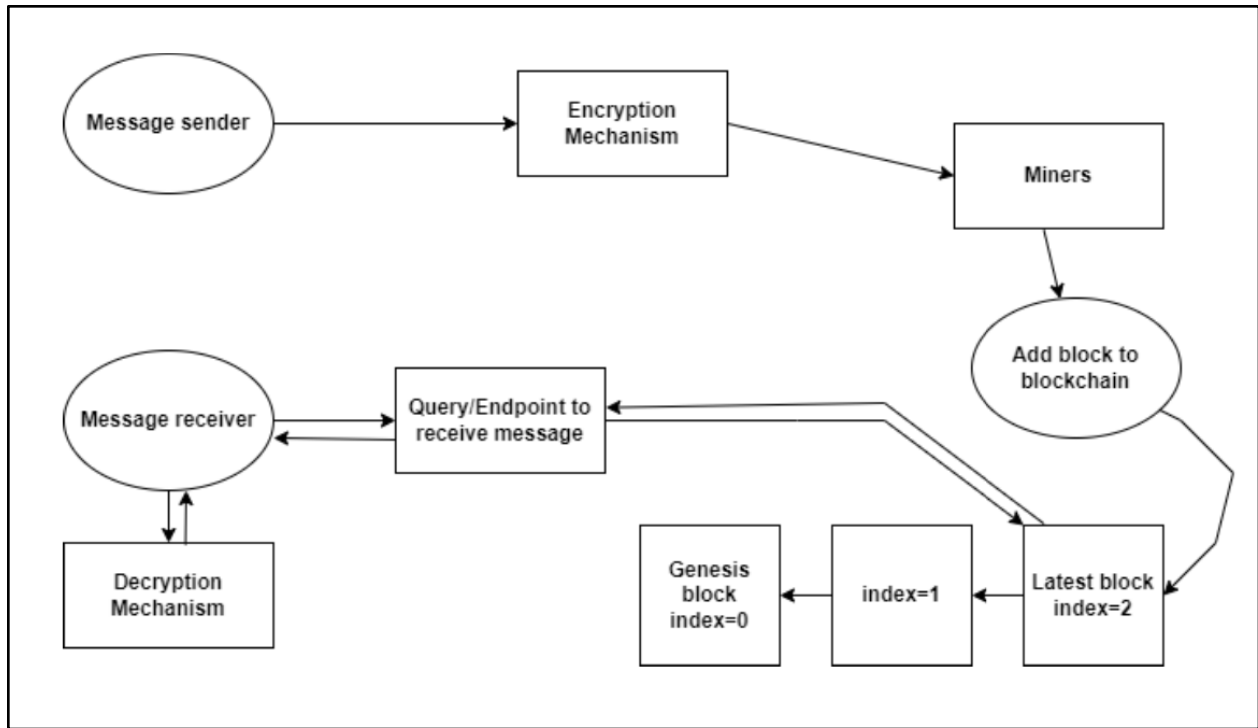 Message sender
Encryption
Mechanism
Miners
Add block to
blockchain
Message receiver
Query/Endpoint to
receive message
Decryption
Mechanism
Genesis
block
index=0
index=1
Latest block
index=2